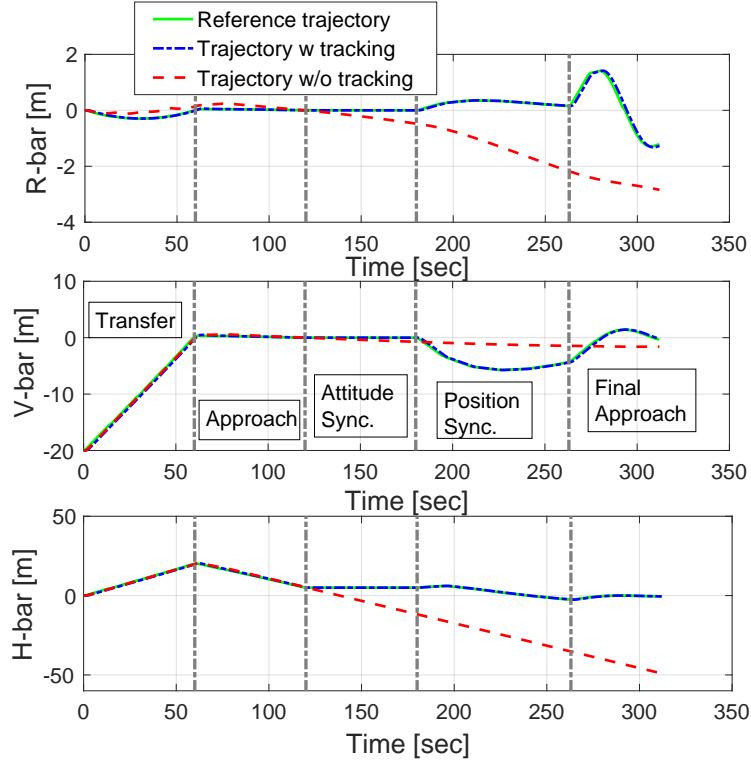 Reference trajectory
Trajectory w tracking
Trajectory w/o tracking
2
0
-2
-4
R-bar [m]
0 50 100 150 200 250 300 350
Time [sec]
10
0
-10
-20
V-bar [m]
Transfer
Approach
Attitude
Sync.
Position
Sync.
Final
Approach
0 50 100 150 200 250 300 350
Time [sec]
50
0
-50
H-bar [m]
0 50 100 150 200 250 300 350
Time [sec]